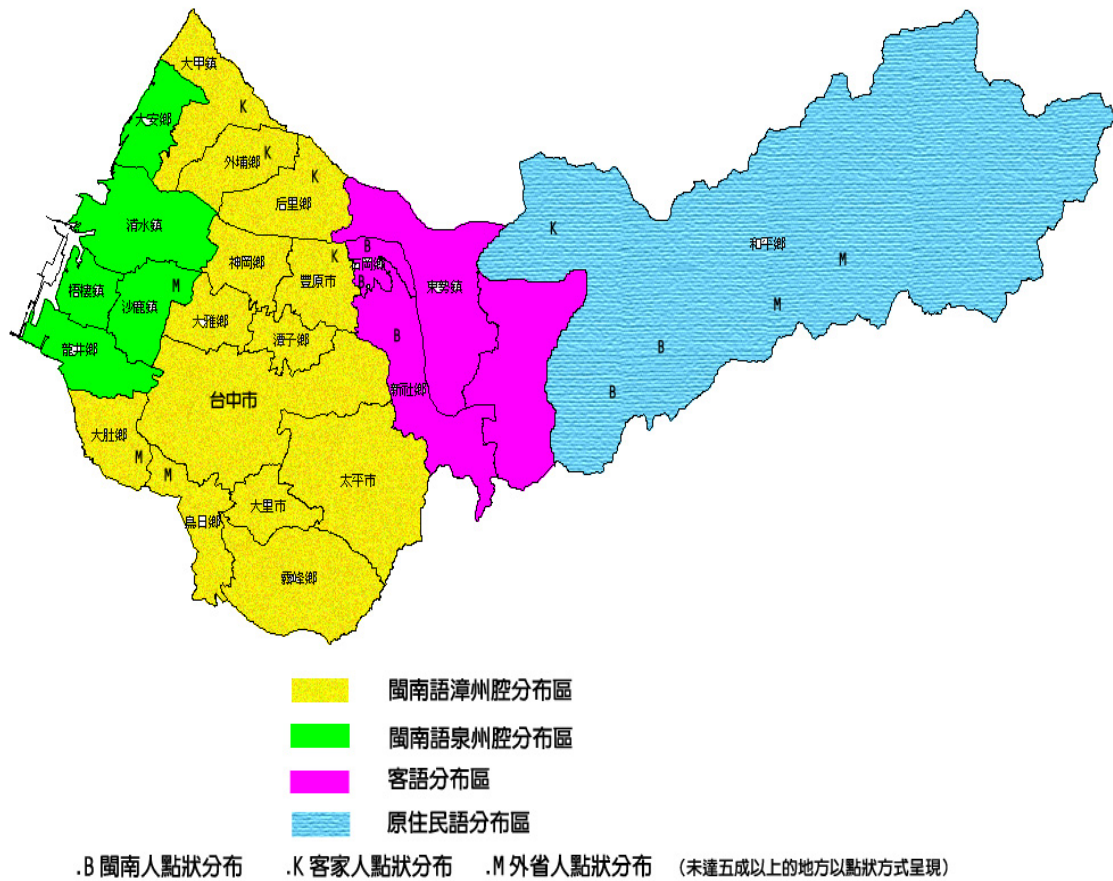 大甲鎮
K
大安鄉
外埔鄉
K
K
后里鄉
清水鎮
神岡鄉
K
豐原市
B
石岡鄉
B
東勢鎮
K
和平鄉
M
梧棲鎮
沙鹿鎮
M
大雅鄉
潭子鄉
M
B
B
龍井鄉
新社鄉
B
台中市
大肚鄉
M
M
太平市
大里市
烏日鄉
霧峰鄉
閩南語漳州腔分布區
閩南語泉州腔分布區
客語分布區
原住民語分布區
.B 閩南人點狀分布 .K 客家人點狀分布 .M 外省人點狀分布 (未達五成以上的地方以點狀方式呈現)